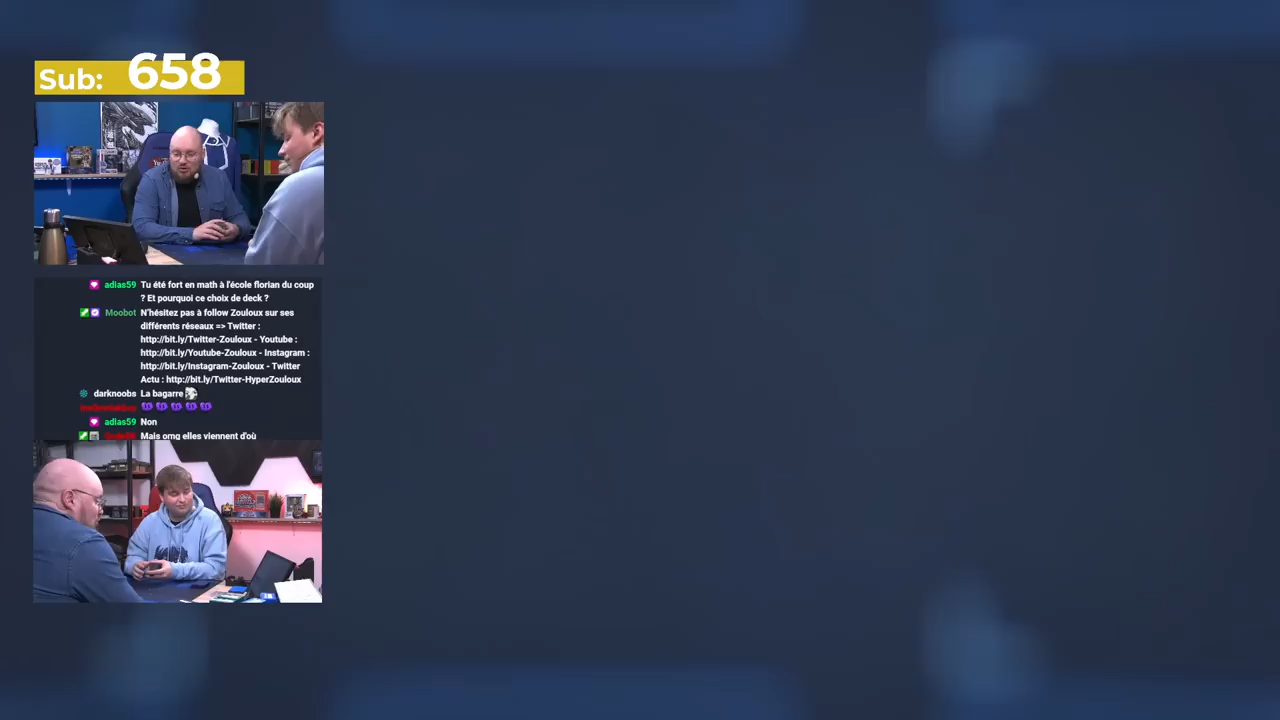 Sub: 658
adlas59 Tu été fort en math à l'école florian du coup
? Et pourquoi ce choix de deck ?
Moobot N'hésitez pas à follow Zouloux sur ses
différents réseaux => Twitter :
http://bit.ly/Twitter-Zouloux - Youtube :
http://bit.ly/Youtube-Zouloux - Instagram :
http://bit.ly/Instagram-Zouloux - Twitter
Actu : http://bit.ly/Twitter-HyperZouloux
darknoobs La bagarre
adlas59 Non
Mais omg elles viennent d'où